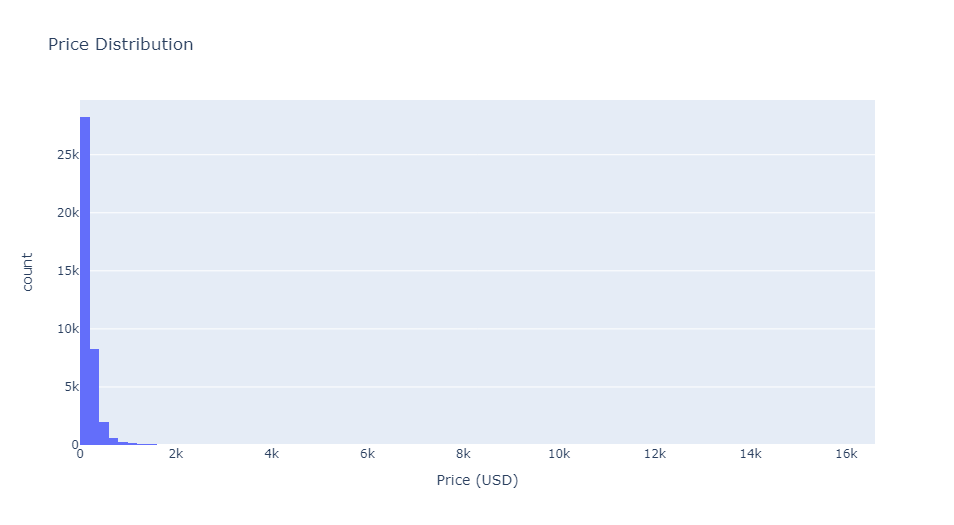 Price Distribution
25k
20k
15k
10k
5k
0
count
0 2k 4k 6k 8k 10k 12k 14k 16k
Price (USD)